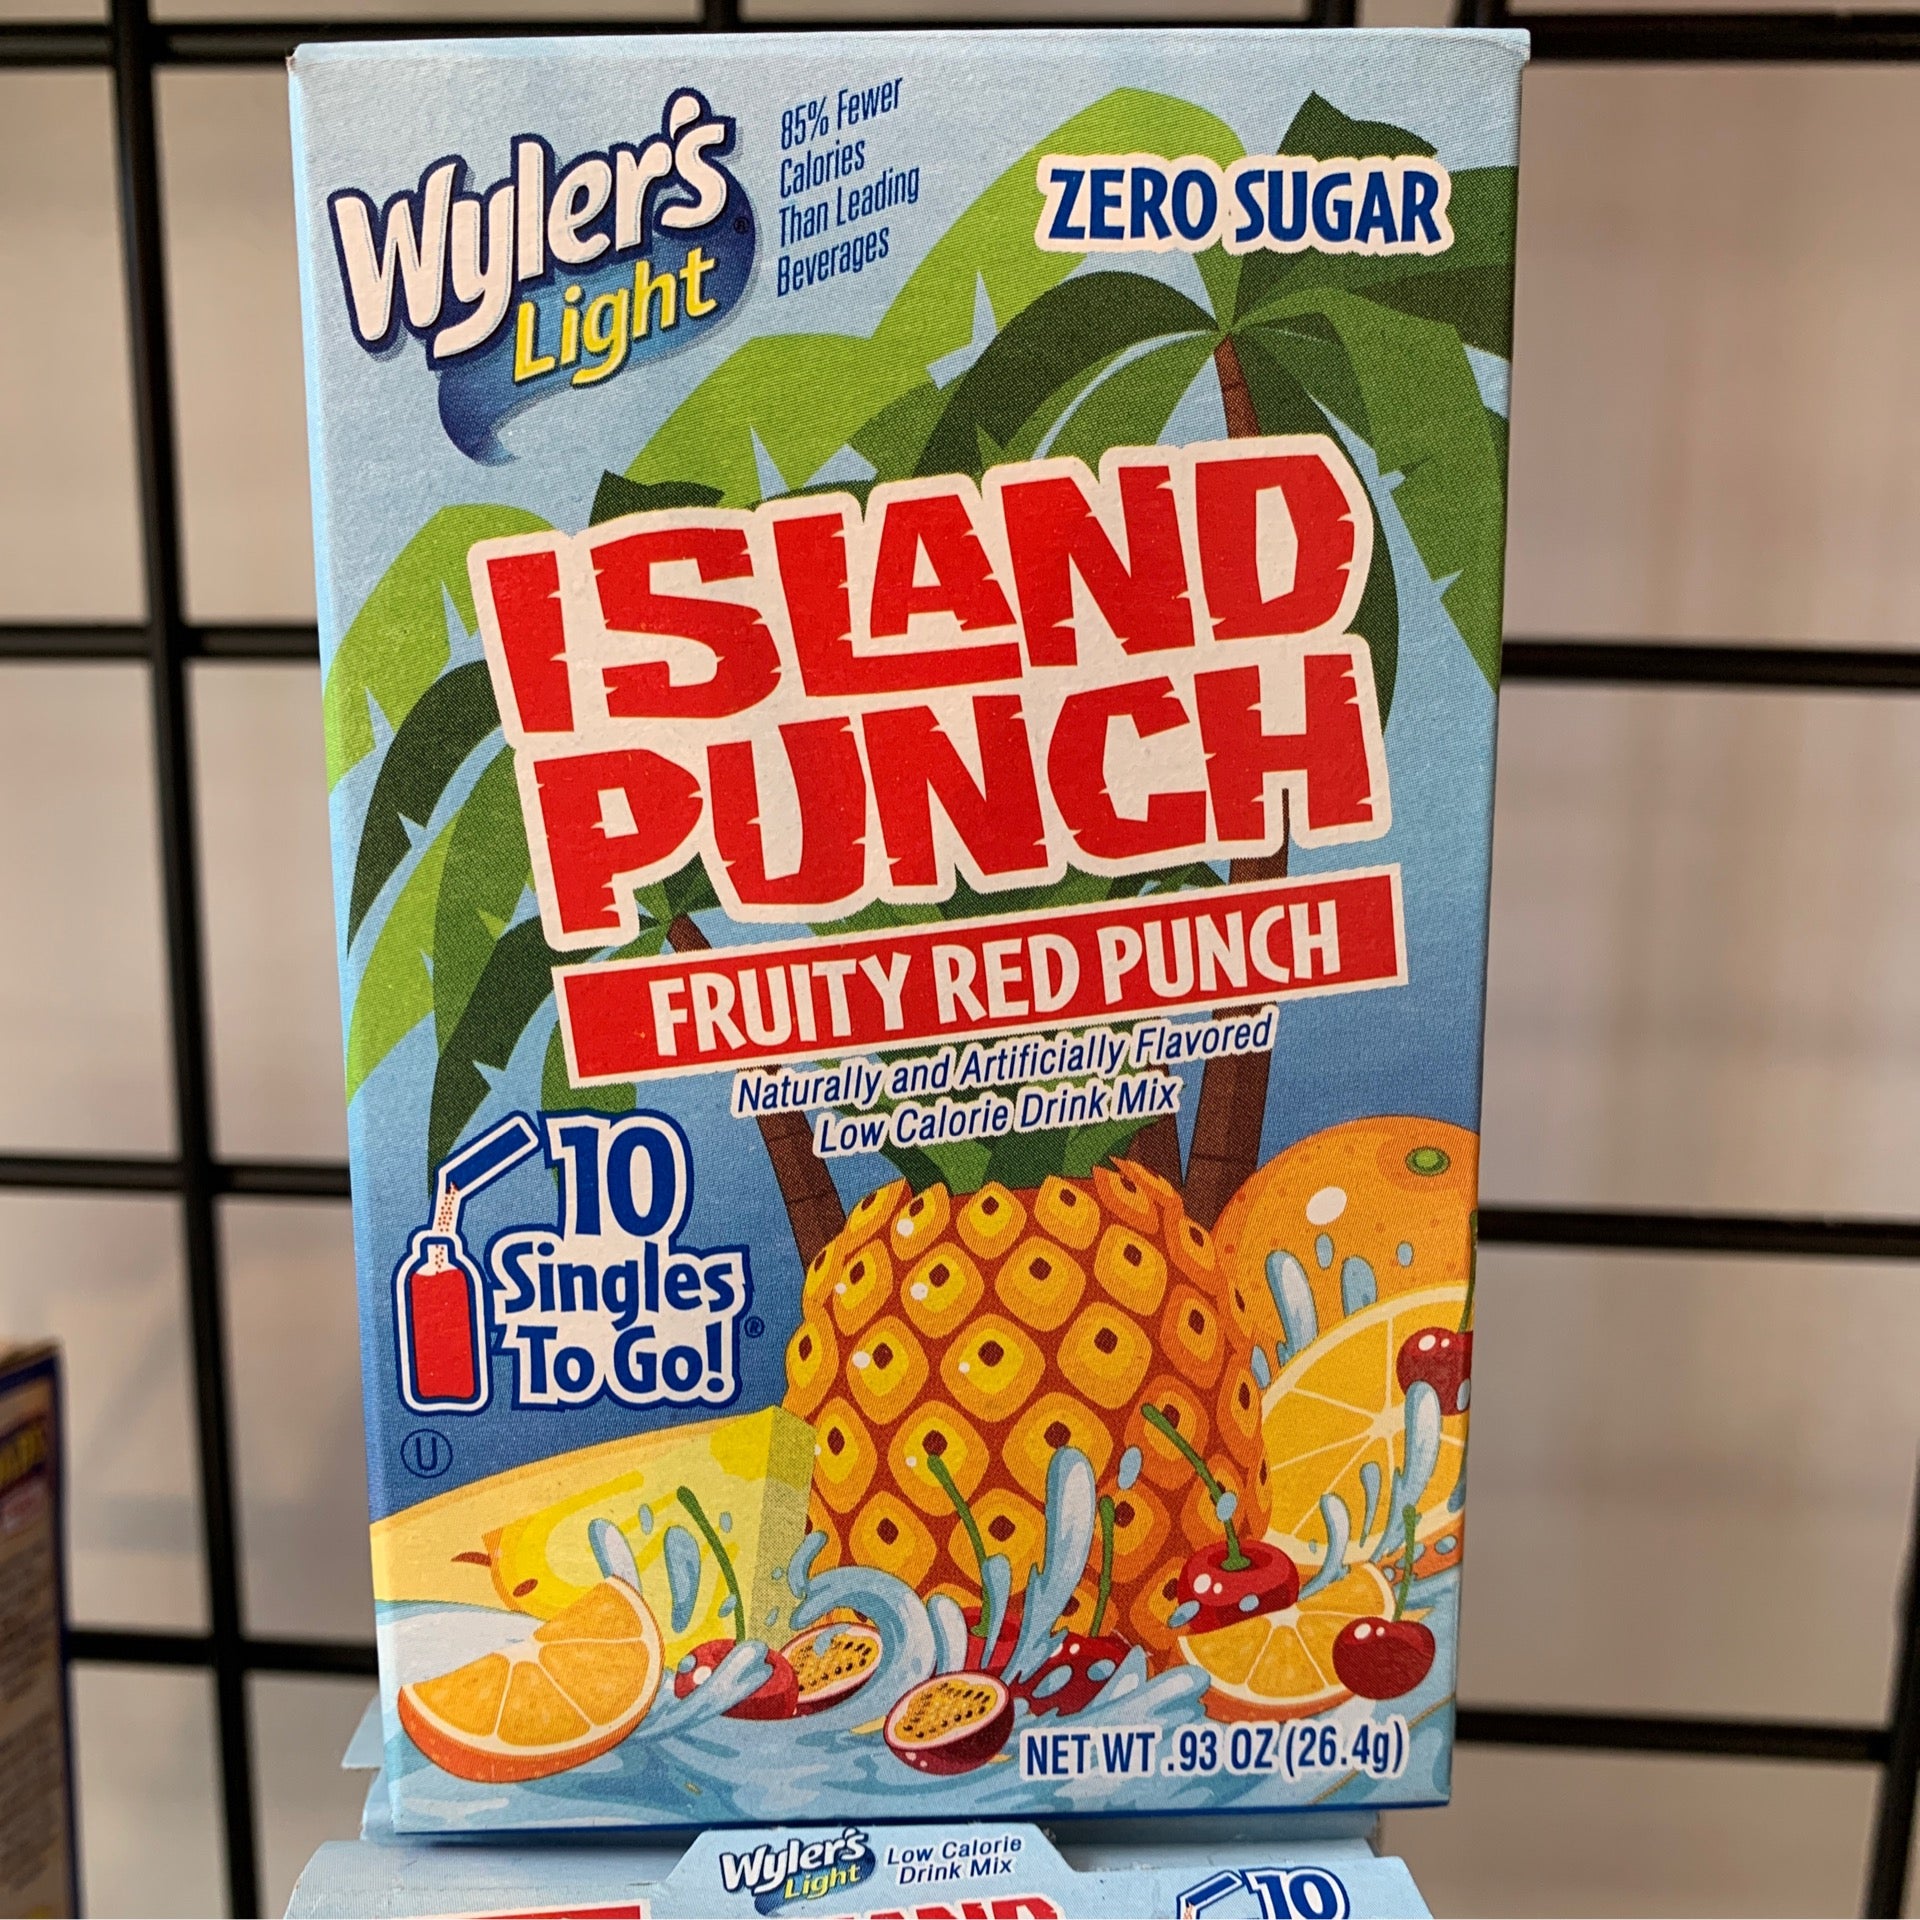 Wyler's
Light
85% Fewer
Calories
Than Leading
Beverages
ZERO SUGAR
ISLAND
PUNCH
FRUITY RED PUNCH
Naturally and Artificially Flavored
Low Calorie Drink Mix
10
Singles
To Go!®
U
NET WT .93 OZ (26.4g)
Wyler's
Light
Low Calorie
Drink Mix
10